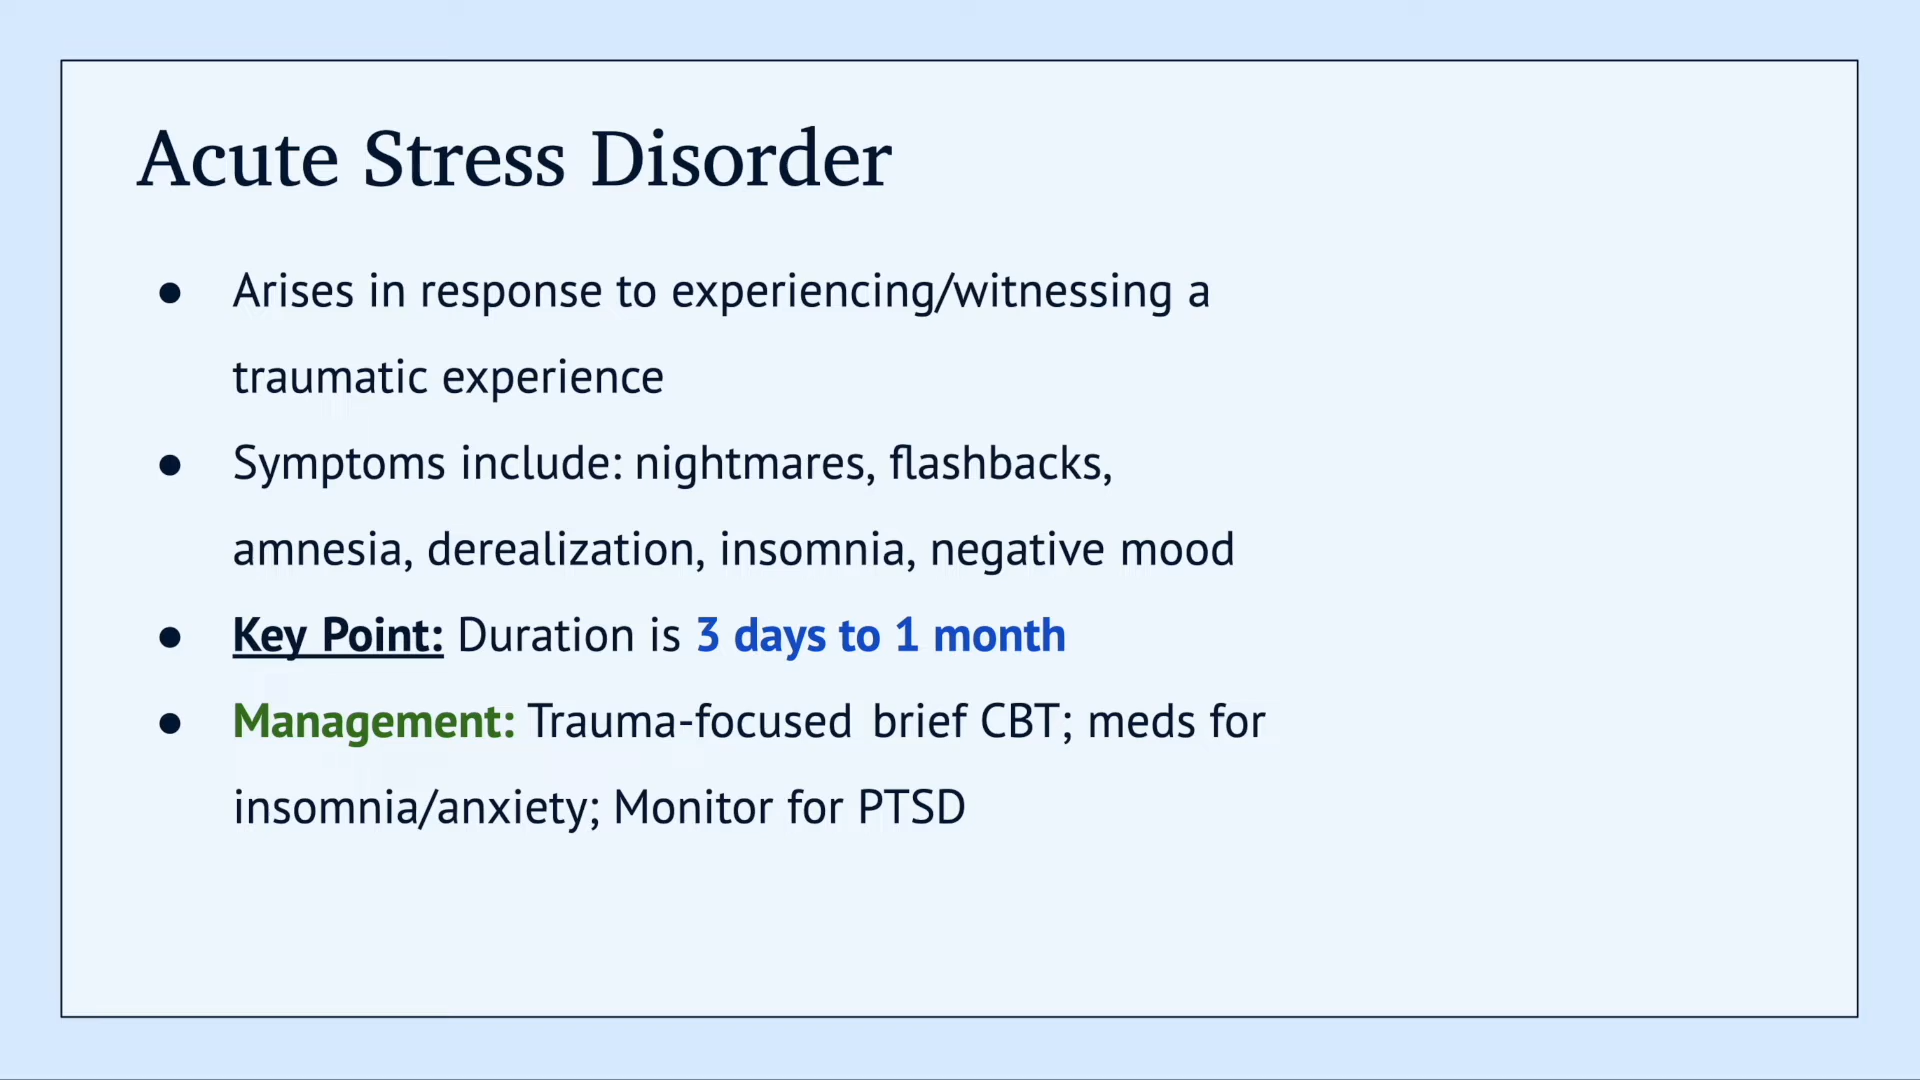 Acute Stress Disorder
● Arises in response to experiencing/witnessing a
traumatic experience
● Symptoms include: nightmares, flashbacks,
amnesia, derealization, insomnia, negative mood
● Key Point: Duration is 3 days to 1 month
● Management: Trauma-focused brief CBT; meds for
insomnia/anxiety; Monitor for PTSD